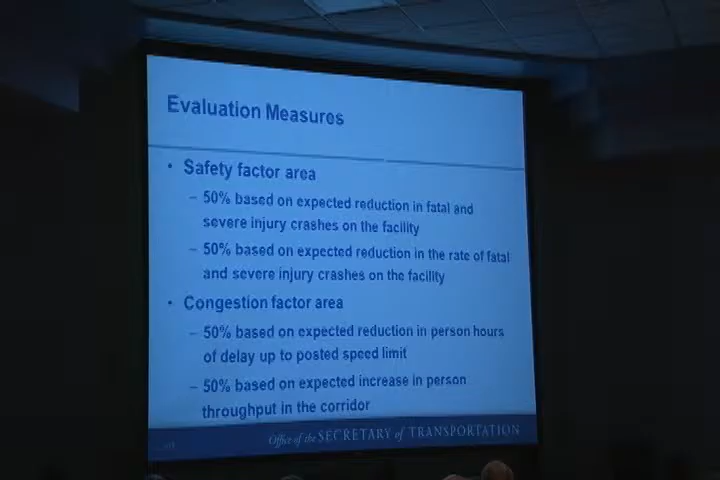 Evaluation Measures
• Safety factor area
– 50% based on expected reduction in fatal and
severe injury crashes on the facility
– 50% based on expected reduction in the rate of fatal
and severe injury crashes on the facility
• Congestion factor area
– 50% based on expected reduction in person hours
of delay up to posted speed limit
– 50% based on expected increase in person
throughput in the corridor
Office of the SECRETARY of TRANSPORTATION